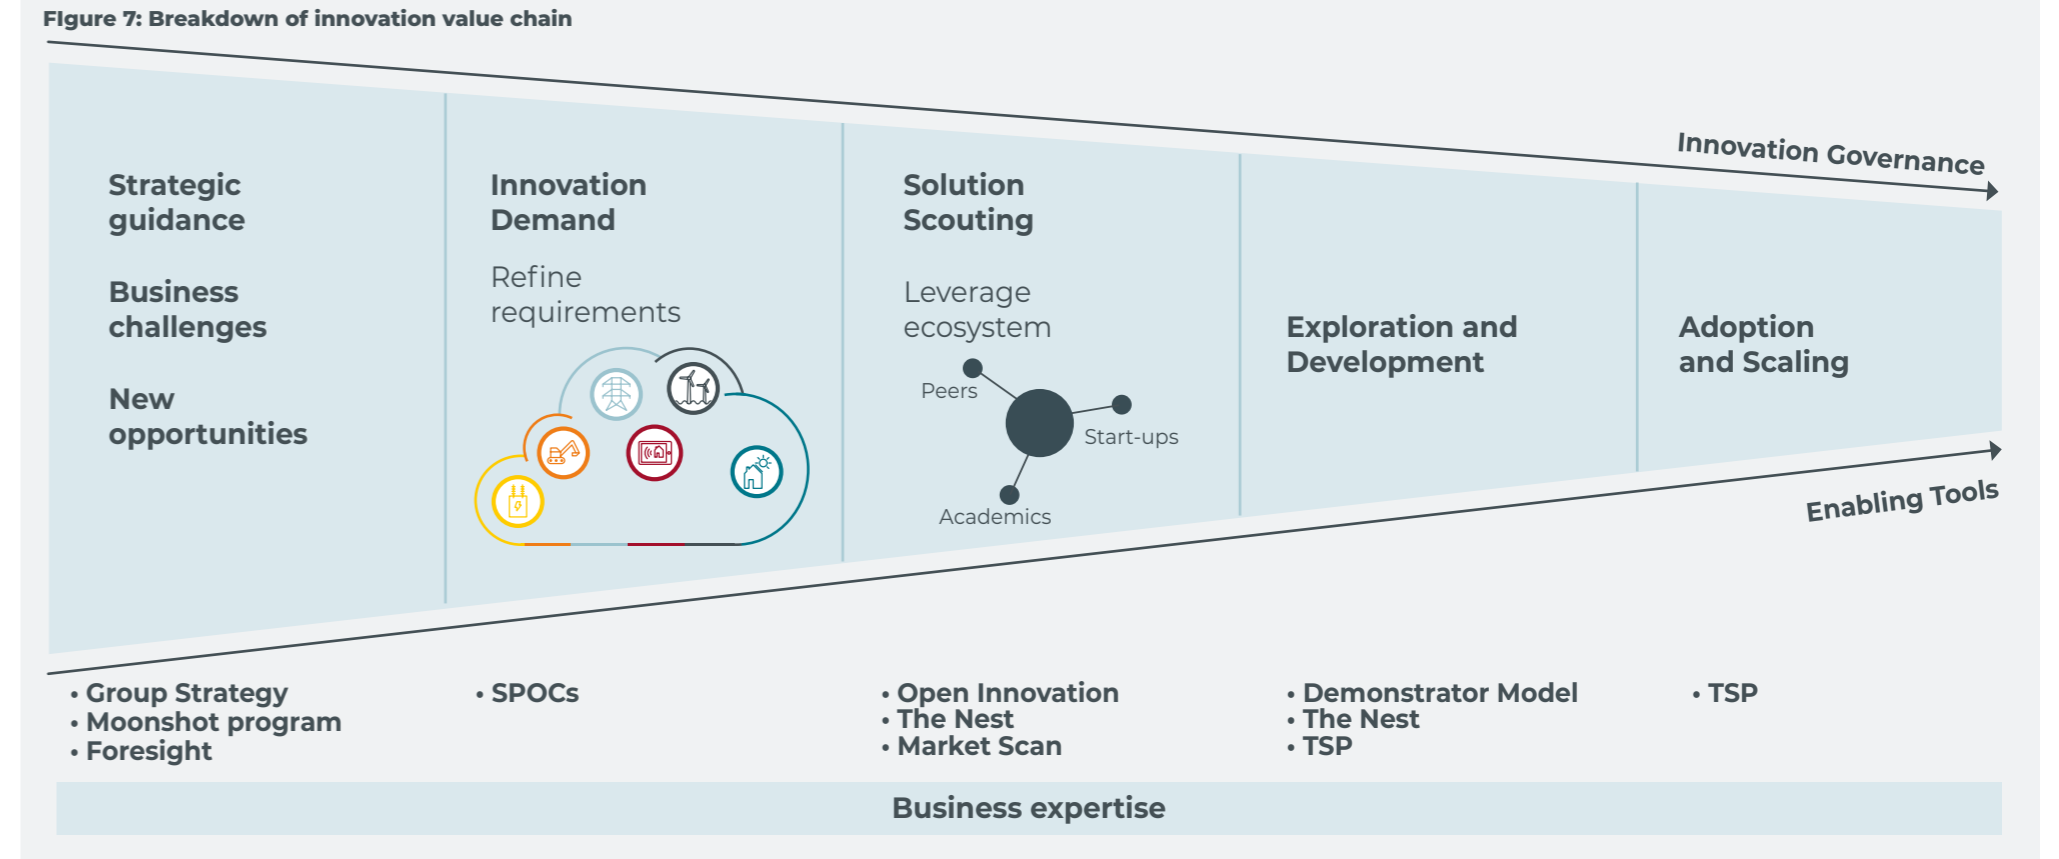 FIgure 7: Breakdown of innovation value chain
Innovation Governance
Strategic
guidance
Business
challenges
New
opportunities
Innovation
Demand
Refine
requirements
Solution
Scouting
Leverage
ecosystem
Peers
Start-ups
Academics
Exploration and
Development
Adoption
and Scaling
Enabling Tools
• Group Strategy
• Moonshot program
• Foresight
• SPOCs
• Open Innovation
• The Nest
• Market Scan
• Demonstrator Model
• The Nest
• TSP
• TSP
Business expertise